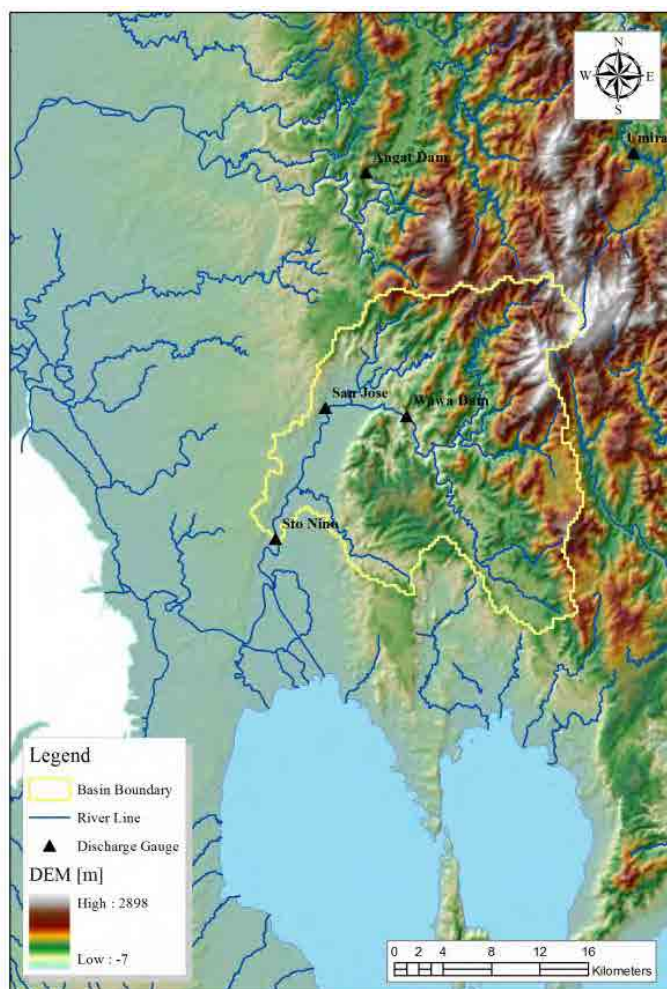 N
W E
S
Umiray
Angat Dam
San Jose
Wawa Dam
Sto Nino
Legend
Basin Boundary
River Line
Discharge Gauge
DEM [m]
High : 2898
Low : -7
0 2 4 8 12 16
Kilometers